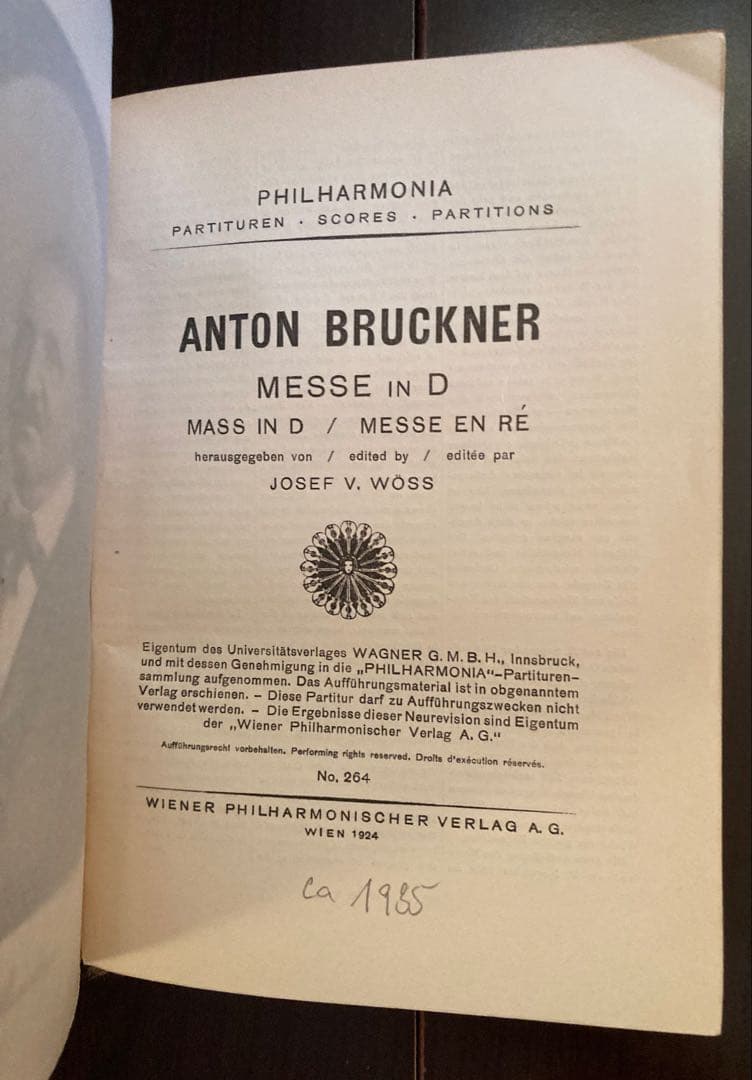 PHILHARMONIA
PARTITUREN · SCORES · PARTITIONS
ANTON BRUCKNER
MESSE IN D
MASS IN D / MESSE EN RÉ
herausgegeben von / edited by / editée par
JOSEF V. WÖSS
Eigentum des Universitätsverlages WAGNER G. M. B. H., Innsbruck,
und mit dessen Genehmigung in die „PHILHARMONIA“-Partituren-
sammlung aufgenommen. Das Aufführungsmaterial ist in obgenanntem
Verlag erschienen. – Diese Partitur darf zu Aufführungszwecken nicht
verwendet werden. – Die Ergebnisse dieser Neurevision sind Eigentum
der „Wiener Philharmonischer Verlag A. G.“
Aufführungsrecht vorbehalten. Performing rights reserved. Droits d'exécution réservés.
No. 264
WIENER PHILHARMONISCHER VERLAG A. G.
WIEN 1924
ca 1935